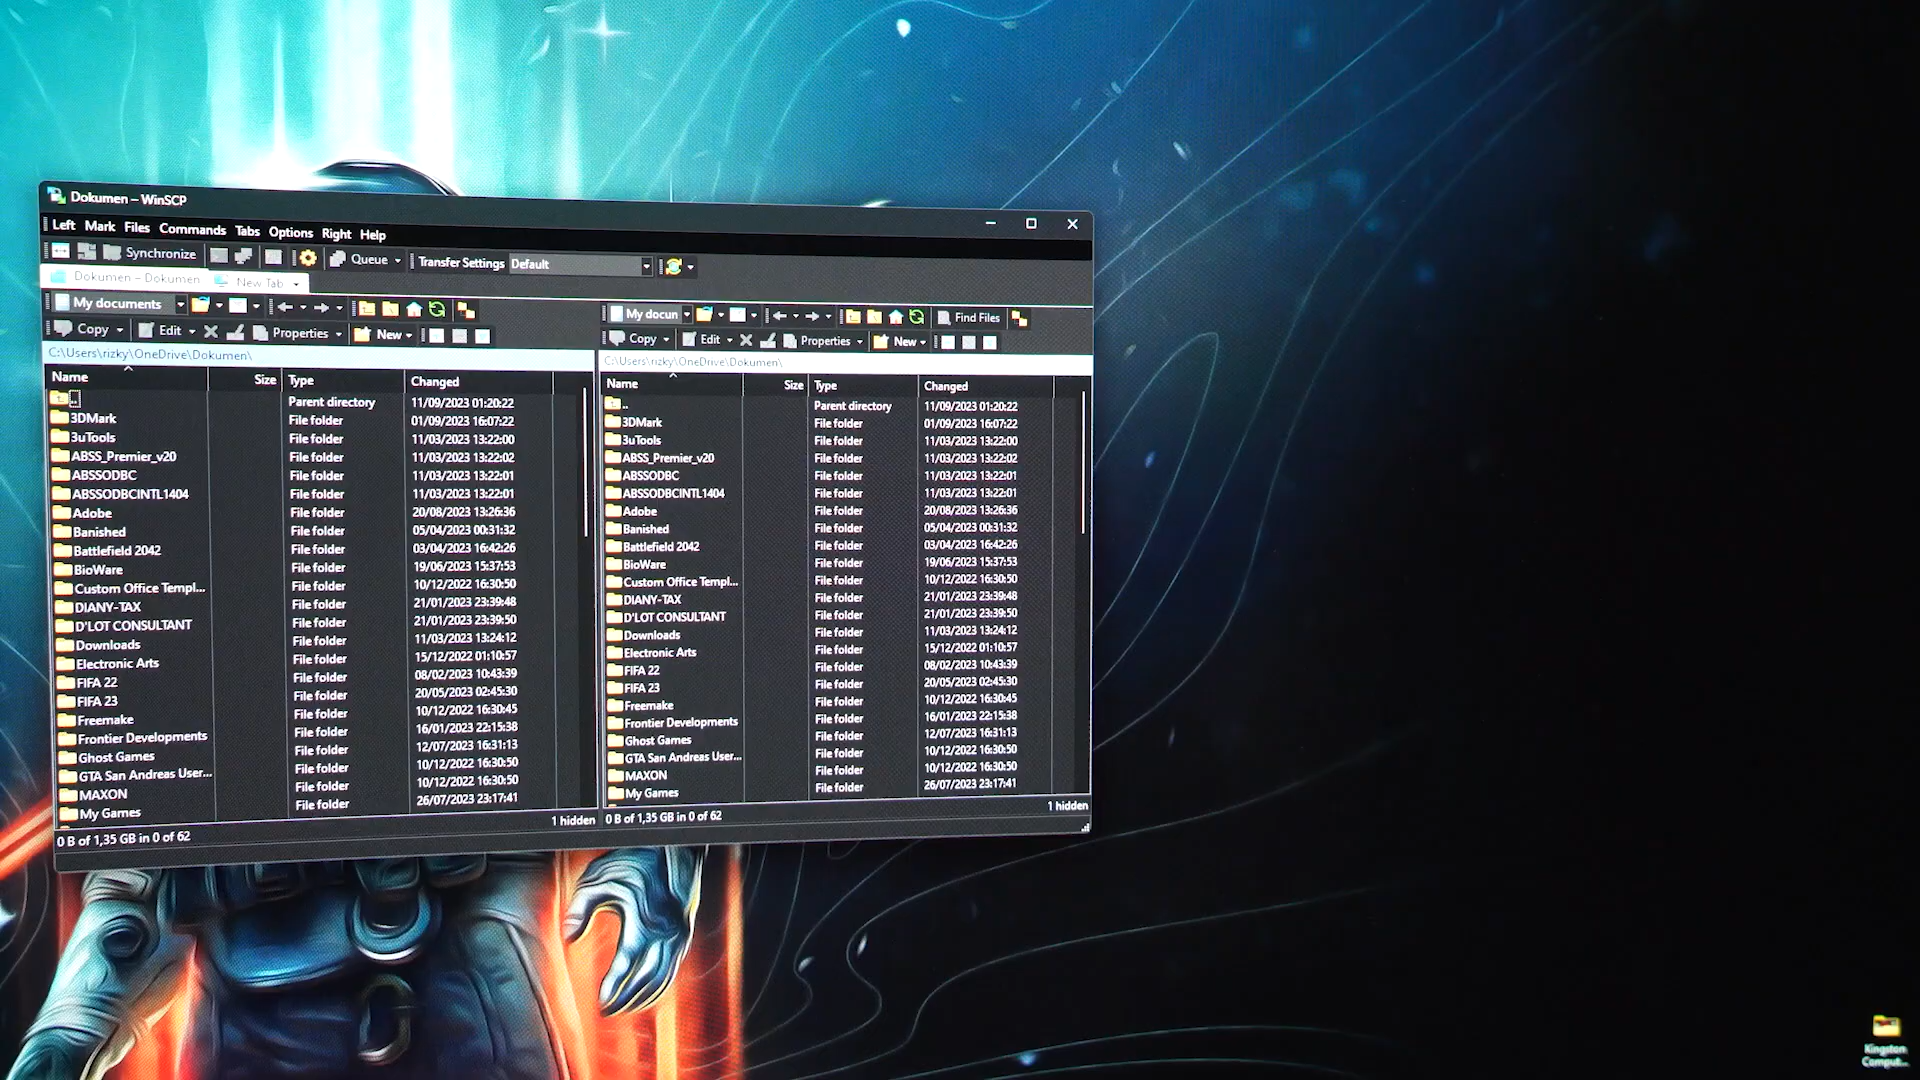 Dokumen – WinSCP
Left Mark Files Commands Tabs Options Right Help
Synchronize Queue Transfer Settings Default
Dokumen – Dokumen New Tab
My documents
Copy Edit Properties New
C:\Users\rizky\OneDrive\Dokumen\
Name Size Type Changed
.. Parent directory 11/09/2023 01:20:22
3DMark File folder 01/09/2023 16:07:22
3uTools File folder 11/03/2023 13:22:00
ABSS_Premier_v20 File folder 11/03/2023 13:22:02
ABSSODBC File folder 11/03/2023 13:22:01
ABSSODBCINTL1404 File folder 11/03/2023 13:22:01
Adobe File folder 20/08/2023 13:26:36
Banished File folder 05/04/2023 00:31:32
Battlefield 2042 File folder 03/04/2023 16:42:26
BioWare File folder 19/06/2023 15:37:53
Custom Office Templ... File folder 10/12/2022 16:30:50
DIANY-TAX File folder 21/01/2023 23:39:48
D'LOT CONSULTANT File folder 21/01/2023 23:39:50
Downloads File folder 11/03/2023 13:24:12
Electronic Arts File folder 15/12/2022 01:10:57
FIFA 22 File folder 08/02/2023 10:43:39
FIFA 23 File folder 20/05/2023 02:45:30
Freemake File folder 10/12/2022 16:30:45
Frontier Developments File folder 16/01/2023 22:15:38
Ghost Games File folder 12/07/2023 16:31:13
GTA San Andreas User... File folder 10/12/2022 16:30:50
MAXON File folder 10/12/2022 16:30:50
My Games File folder 26/07/2023 23:17:41
0 B of 1,35 GB in 0 of 62 1 hidden
My docun Find Files
Copy Edit Properties New
C:\Users\rizky\OneDrive\Dokumen\
Name Size Type Changed
.. Parent directory 11/09/2023 01:20:22
3DMark File folder 01/09/2023 16:07:22
3uTools File folder 11/03/2023 13:22:00
ABSS_Premier_v20 File folder 11/03/2023 13:22:02
ABSSODBC File folder 11/03/2023 13:22:01
ABSSODBCINTL1404 File folder 11/03/2023 13:22:01
Adobe File folder 20/08/2023 13:26:36
Banished File folder 05/04/2023 00:31:32
Battlefield 2042 File folder 03/04/2023 16:42:26
BioWare File folder 19/06/2023 15:37:53
Custom Office Templ... File folder 10/12/2022 16:30:50
DIANY-TAX File folder 21/01/2023 23:39:48
D'LOT CONSULTANT File folder 21/01/2023 23:39:50
Downloads File folder 11/03/2023 13:24:12
Electronic Arts File folder 15/12/2022 01:10:57
FIFA 22 File folder 08/02/2023 10:43:39
FIFA 23 File folder 20/05/2023 02:45:30
Freemake File folder 10/12/2022 16:30:45
Frontier Developments File folder 16/01/2023 22:15:38
Ghost Games File folder 12/07/2023 16:31:13
GTA San Andreas User... File folder 10/12/2022 16:30:50
MAXON File folder 10/12/2022 16:30:50
My Games File folder 26/07/2023 23:17:41
0 B of 1,35 GB in 0 of 62 1 hidden
Kingston
Comput...